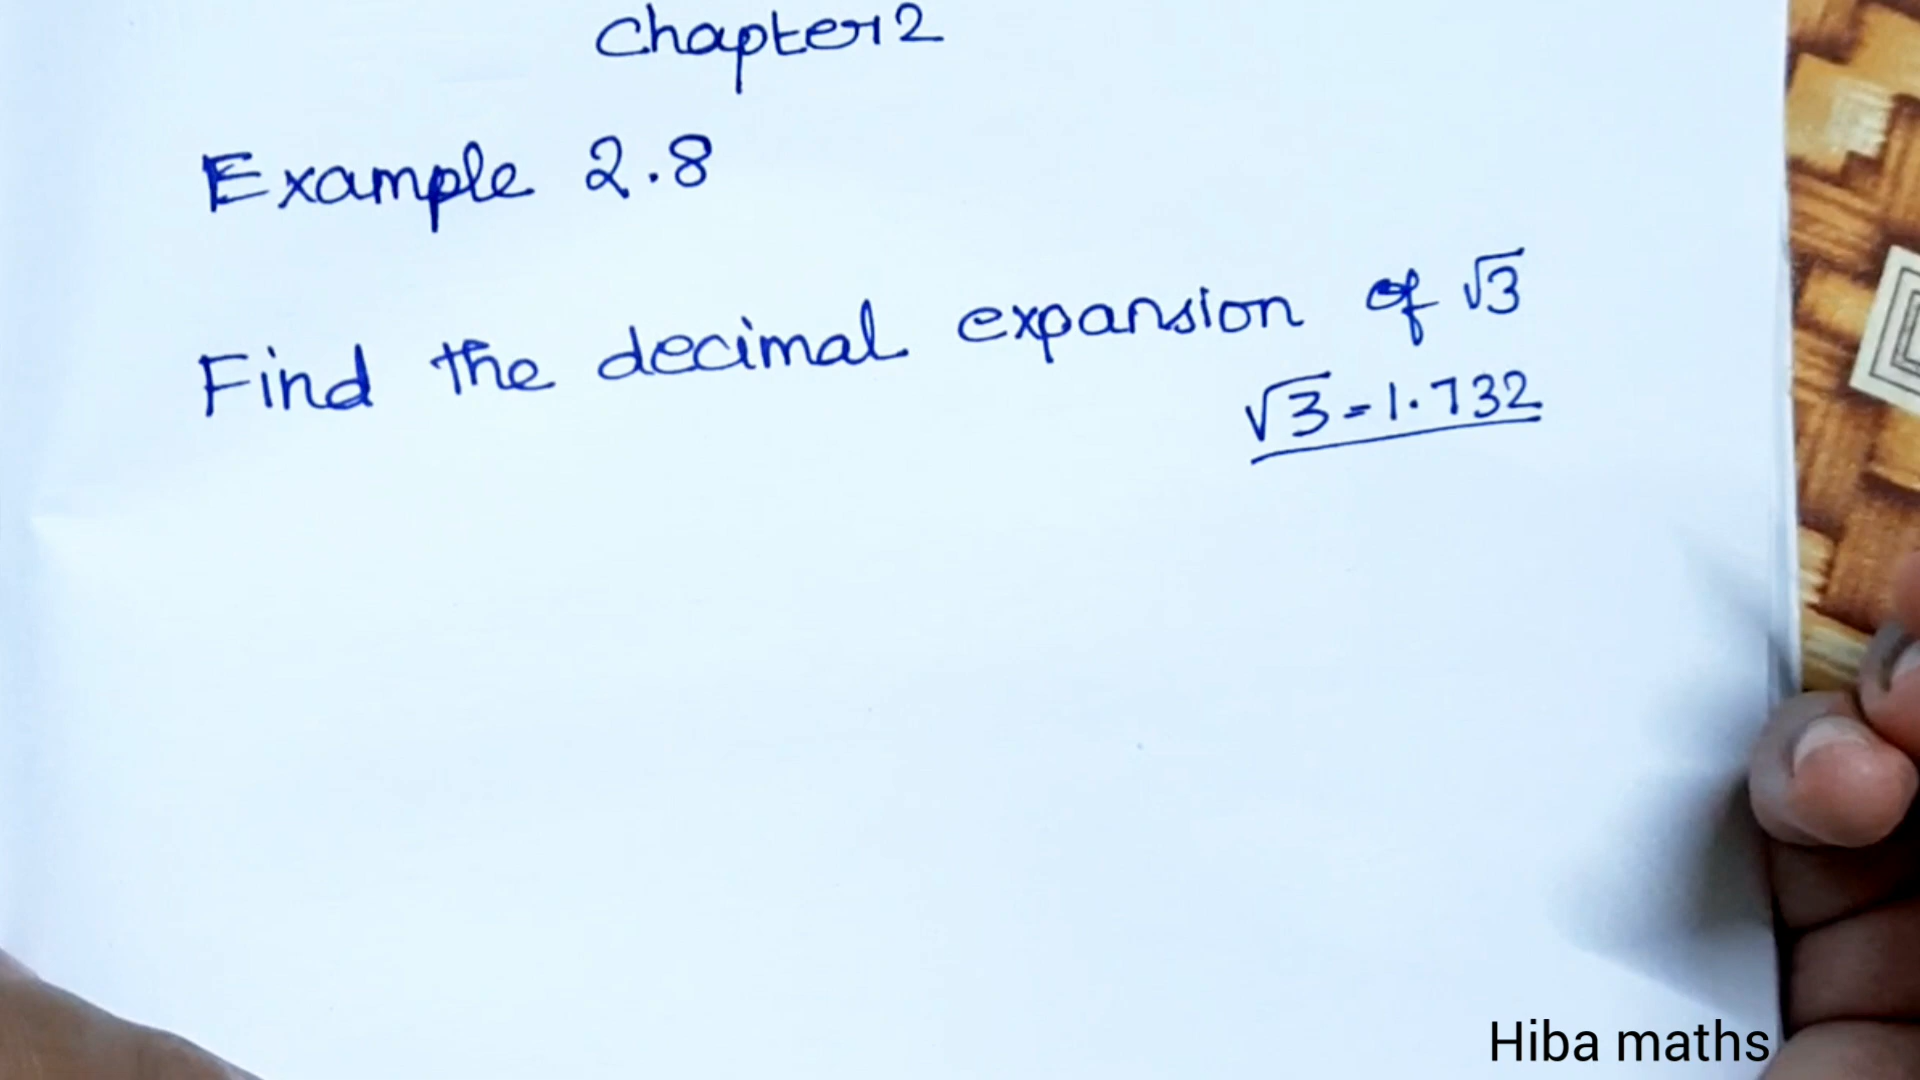 Chapter 2
Example 2.8
Find the decimal expansion of √3
√3 = 1.732
Hiba maths